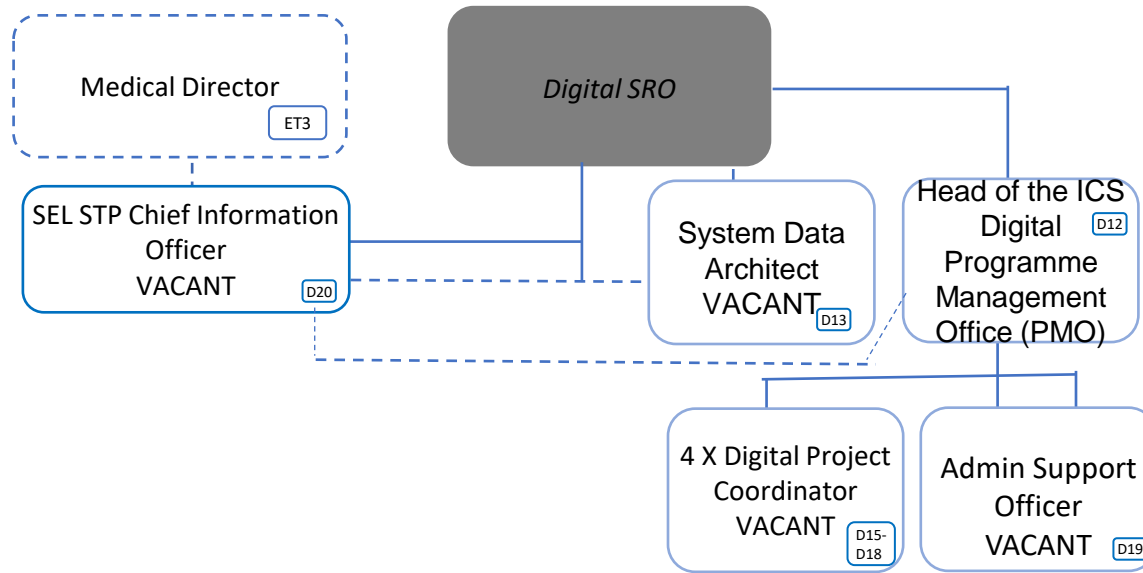 Medical Director
ET3
Digital SRO
SEL STP Chief Information
Officer
VACANT
D20
System Data
Architect
VACANT
D13
Head of the ICS
Digital
D12
Programme
Management
Office (PMO)
4 X Digital Project
Coordinator
VACANT
D15-
D18
Admin Support
Officer
VACANT
D19